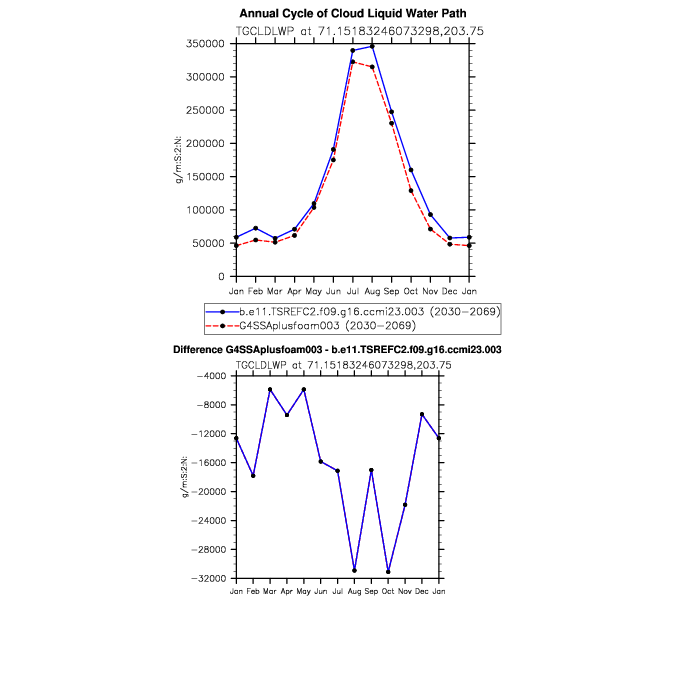 Annual Cycle of Cloud Liquid Water Path
TGCLDLWP at 71.15183246073298,203.75
350000
300000
250000
200000
150000
100000
50000
0
g/m:S:2:N:
Jan Feb Mar Apr May Jun Jul Aug Sep Oct Nov Dec Jan
b.e11.TSREFC2.f09.g16.ccmi23.003 (2030-2069)
G4SSAplusfoam003 (2030-2069)
Difference G4SSAplusfoam003 - b.e11.TSREFC2.f09.g16.ccmi23.003
TGCLDLWP at 71.15183246073298,203.75
-4000
-8000
-12000
-16000
-20000
-24000
-28000
-32000
g/m:S:2:N:
Jan Feb Mar Apr May Jun Jul Aug Sep Oct Nov Dec Jan